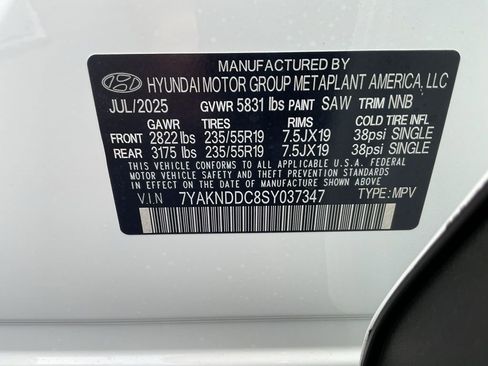 MANUFACTURED BY
HYUNDAI MOTOR GROUP METAPLANT AMERICA, LLC
JUL/2025 GVWR 5831 lbs PAINT SAW TRIM NNB
GAWR TIRES RIMS COLD TIRE INFL
FRONT 2822 lbs 235/55R19 7.5JX19 38psi SINGLE
REAR 3175 lbs 235/55R19 7.5JX19 38psi SINGLE
THIS VEHICLE CONFORMS TO ALL APPLICABLE U.S.A. FEDERAL
MOTOR VEHICLE SAFETY AND THEFT PREVENTION STANDARDS IN
EFFECT ON THE DATE OF MANUFACTURE SHOWN ABOVE.
V.I.N 7YAKNDDC8SY037347 TYPE:MPV